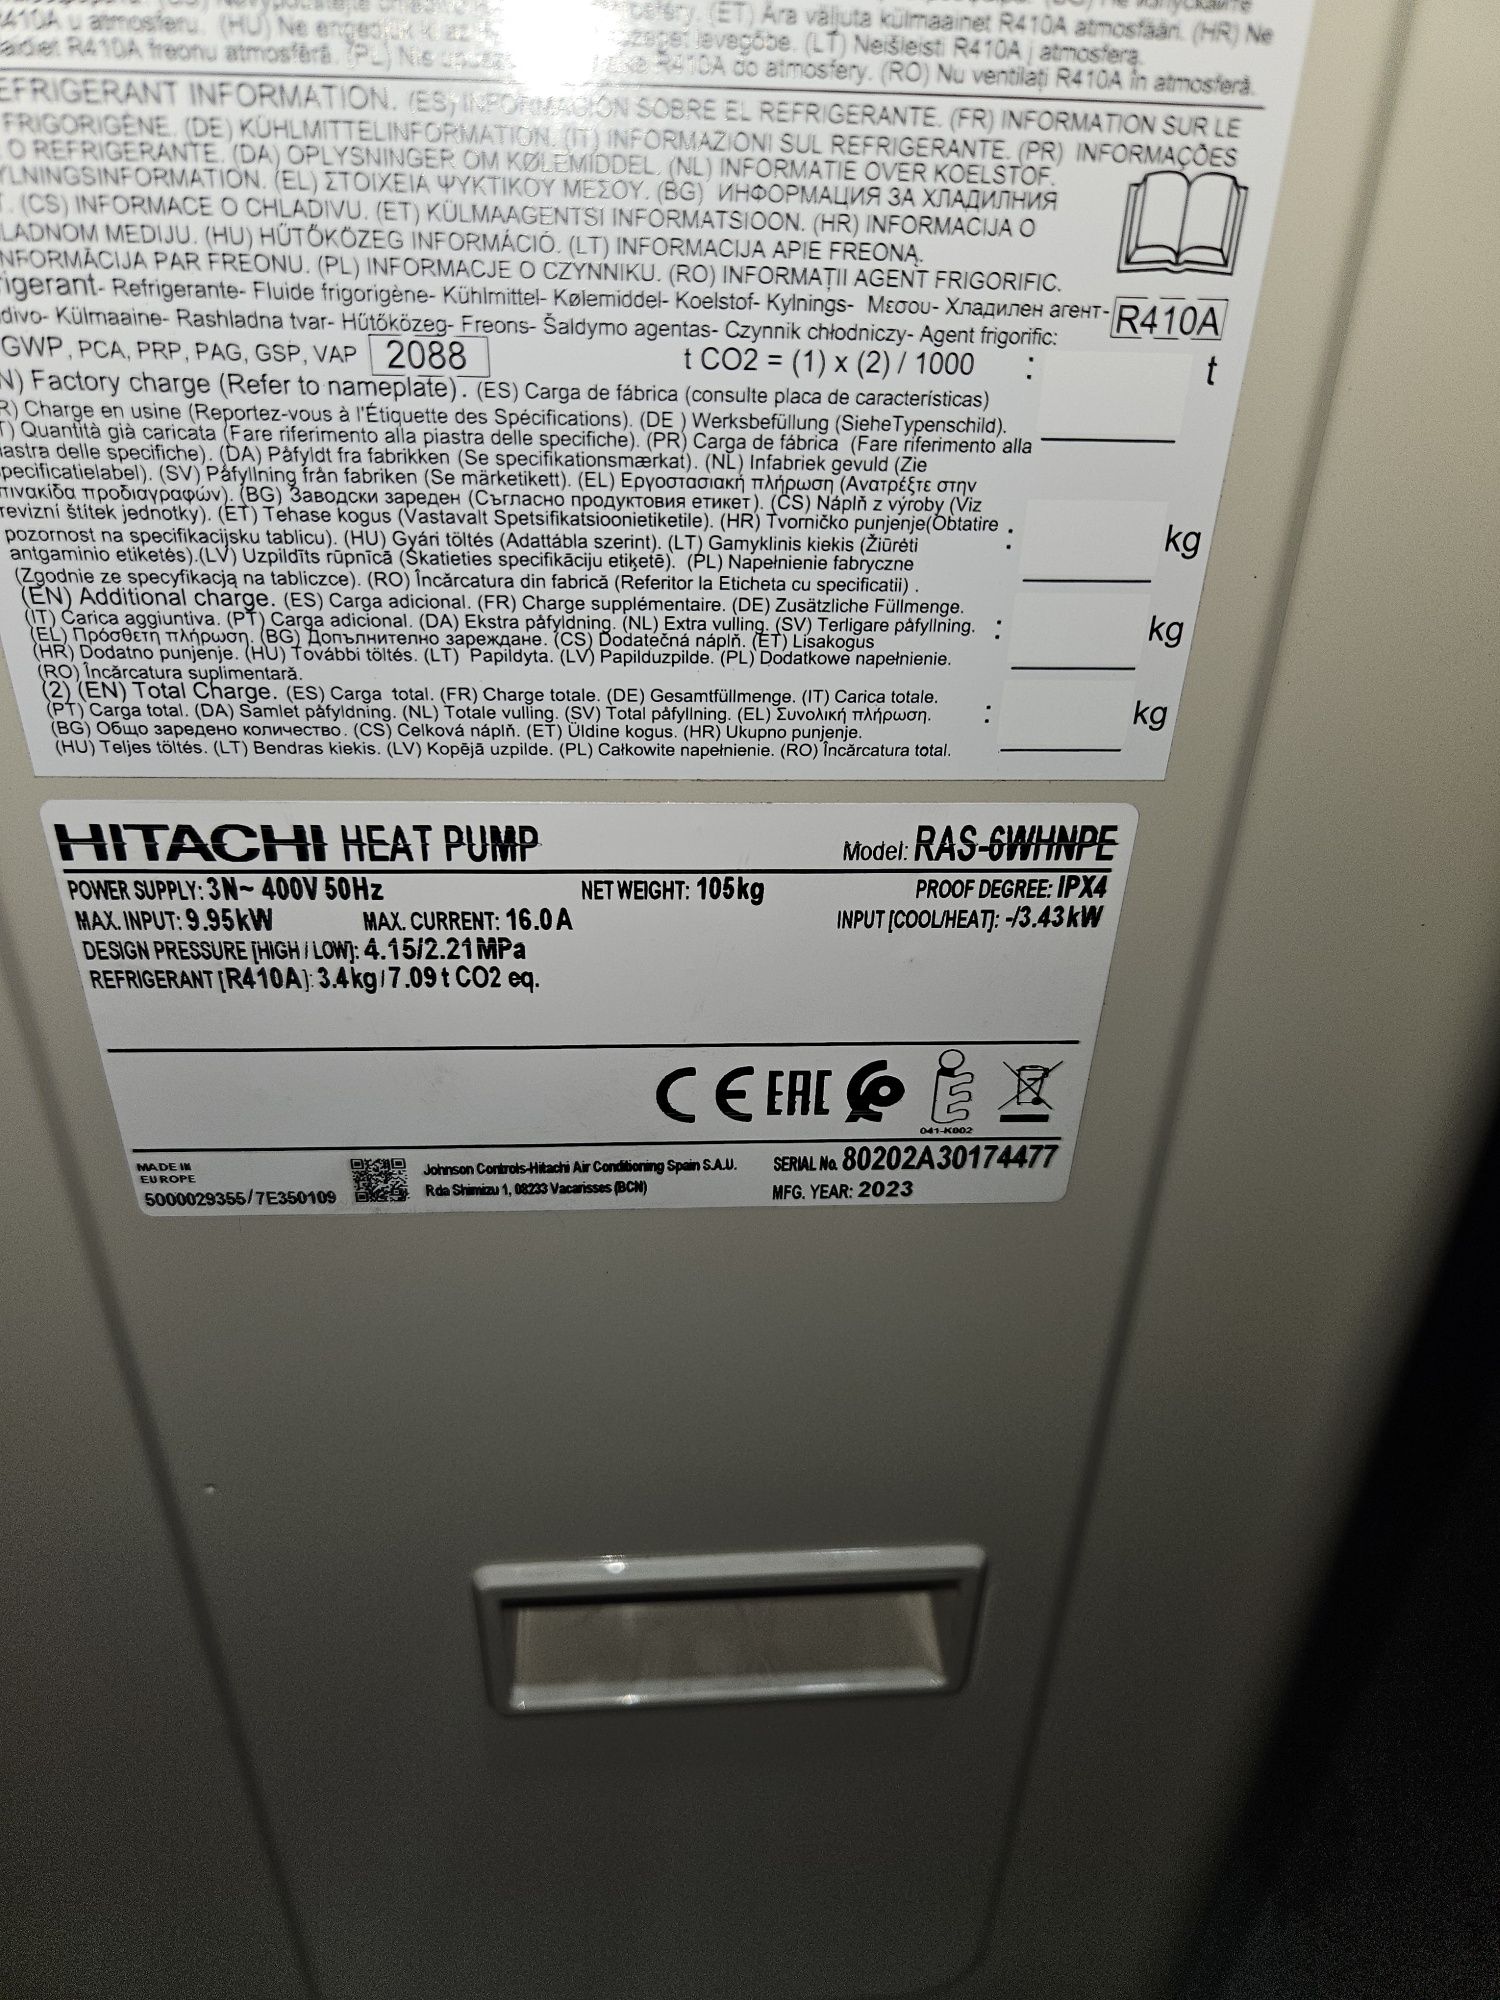 (ET) Ära väljuta külmaainet R410A atmosfääri. (HR) Ne
410A u atmosferu. (HU) Ne levegőbe. (LT) Neišleisti R410A į atmosferą.
R410A freonu atmosfērā. (PL) Nie R410A do atmosfery. (RO) Nu ventilați R410A în atmosferă.
EFRIGERANT INFORMATION. (ES) INFORMACIÓN SOBRE EL REFRIGERANTE. (FR) INFORMATION SUR LE
FRIGORIGÈNE. (DE) KÜHLMITTELINFORMATION. (IT) INFORMAZIONI SUL REFRIGERANTE. (PR) INFORMAÇÕES
O REFRIGERANTE. (DA) OPLYSNINGER OM KØLEMIDDEL. (NL) INFORMATIE OVER KOELSTOF.
YLNINGSINFORMATION. (EL) ΣΤΟΙΧΕΙΑ ΨΥΚΤΙΚΟΥ ΜΕΣΟΥ. (BG) ИНФОРМАЦИЯ ЗА ХЛАДИЛНИЯ
. (CS) INFORMACE O CHLADIVU. (ET) KÜLMAAGENTSI INFORMATSIOON. (HR) INFORMACIJA O
LADNOM MEDIJU. (HU) HŰTŐKÖZEG INFORMÁCIÓ. (LT) INFORMACIJA APIE FREONĄ.
NFORMĀCIJA PAR FREONU. (PL) INFORMACJE O CZYNNIKU. (RO) INFORMAȚII AGENT FRIGORIFIC.
rigerant- Refrigerante- Fluide frigorigène- Kühlmittel- Kølemiddel- Koelstof- Kylnings- Μεσου- Хладилен агент- R410A
divo- Külmaaine- Rashladna tvar- Hűtőközeg- Freons- Šaldymo agentas- Czynnik chłodniczy- Agent frigorific:
GWP, PCA, PRP, PAG, GSP, VAP 2088 t CO2 = (1) x (2) / 1000 : t
N) Factory charge (Refer to nameplate). (ES) Carga de fábrica (consulte placa de características)
R) Charge en usine (Reportez-vous à l'Étiquette des Spécifications). (DE ) Werksbefüllung (SieheTypenschild).
T) Quantità già caricata (Fare riferimento alla piastra delle specifiche). (PR) Carga de fábrica (Fare riferimento alla
iastra delle specifiche). (DA) Påfyldt fra fabrikken (Se specifikationsmærkat). (NL) Infabriek gevuld (Zie
pecificatielabel). (SV) Påfyllning från fabriken (Se märketikett). (EL) Εργοστασιακή πλήρωση (Ανατρέξτε στην
πινακίδα προδιαγραφών). (BG) Заводски зареден (Съгласно продуктовия етикет). (CS) Náplň z výroby (Viz
revizní štítek jednotky). (ET) Tehase kogus (Vastavalt Spetsifikatsioonietiketile). (HR) Tvorničko punjenje(Obtatire
pozornost na specifikacijsku tablicu). (HU) Gyári töltés (Adattábla szerint). (LT) Gamyklinis kiekis (Žiūrėti : kg
antgaminio etiketės).(LV) Uzpildīts rūpnīcā (Skatieties specifikāciju etiķetē). (PL) Napełnienie fabryczne
(Zgodnie ze specyfikacją na tabliczce). (RO) Încărcatura din fabrică (Referitor la Eticheta cu specificatii) .
(EN) Additional charge. (ES) Carga adicional. (FR) Charge supplémentaire. (DE) Zusätzliche Füllmenge.
(IT) Carica aggiuntiva. (PT) Carga adicional. (DA) Ekstra påfyldning. (NL) Extra vulling. (SV) Terligare påfyllning. : kg
(EL) Πρόσθετη πλήρωση. (BG) Допълнително зареждане. (CS) Dodatečná náplň. (ET) Lisakogus
(HR) Dodatno punjenje. (HU) További töltés. (LT) Papildyta. (LV) Papilduzpilde. (PL) Dodatkowe napełnienie.
(RO) Încărcatura suplimentară.
(2) (EN) Total Charge. (ES) Carga total. (FR) Charge totale. (DE) Gesamtfüllmenge. (IT) Carica totale.
(PT) Carga total. (DA) Samlet påfyldning. (NL) Totale vulling. (SV) Total påfyllning. (EL) Συνολική πλήρωση. : kg
(BG) Общо заредено количество. (CS) Celková náplň. (ET) Üldine kogus. (HR) Ukupno punjenje.
(HU) Teljes töltés. (LT) Bendras kiekis. (LV) Kopējā uzpilde. (PL) Całkowite napełnienie. (RO) Încărcatura total.
HITACHI HEAT PUMP Model: RAS-6WHNPE
POWER SUPPLY: 3N~ 400V 50Hz NET WEIGHT: 105kg PROOF DEGREE: IPX4
MAX. INPUT: 9.95kW MAX. CURRENT: 16.0 A INPUT [COOL/HEAT]: -/3.43kW
DESIGN PRESSURE [HIGH / LOW]: 4.15/2.21MPa
REFRIGERANT [R410A]: 3.4kg/7.09 t CO2 eq.
CE EAC
041-K002
MADE IN
EUROPE
5000029355/7E350109
Johnson Controls-Hitachi Air Conditioning Spain S.A.U.
Rda Shimizu 1, 08233 Vacarisses (BCN)
SERIAL No. 80202A30174477
MFG. YEAR: 2023